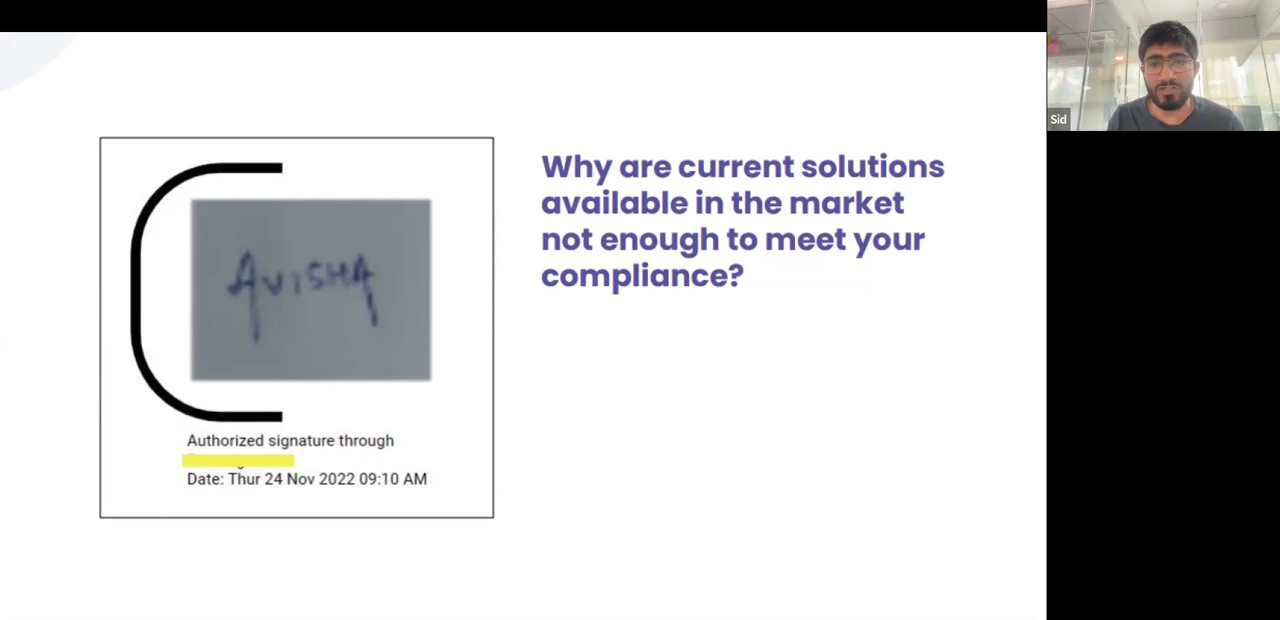 Sid
AVISHA
Why are current solutions
available in the market
not enough to meet your
compliance?
Authorized signature through
Date: Thur 24 Nov 2022 09:10 AM